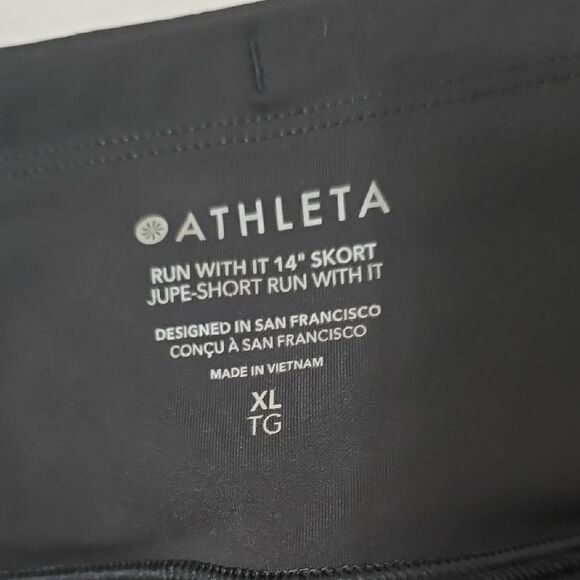 ATHLETA
RUN WITH IT 14" SKORT
JUPE-SHORT RUN WITH IT
DESIGNED IN SAN FRANCISCO
CONÇU À SAN FRANCISCO
MADE IN VIETNAM
XL
TG